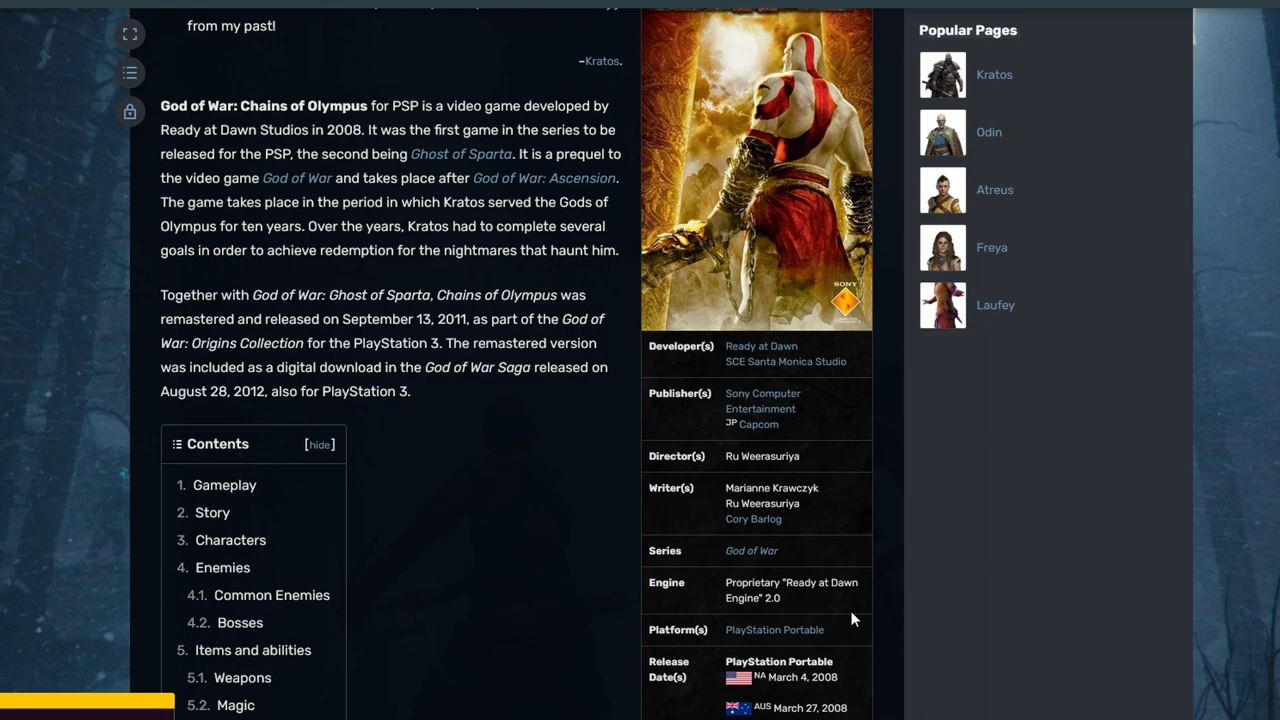 from my past!
–Kratos.
God of War: Chains of Olympus for PSP is a video game developed by
Ready at Dawn Studios in 2008. It was the first game in the series to be
released for the PSP, the second being Ghost of Sparta. It is a prequel to
the video game God of War and takes place after God of War: Ascension.
The game takes place in the period in which Kratos served the Gods of
Olympus for ten years. Over the years, Kratos had to complete several
goals in order to achieve redemption for the nightmares that haunt him.
Together with God of War: Ghost of Sparta, Chains of Olympus was
remastered and released on September 13, 2011, as part of the God of
War: Origins Collection for the PlayStation 3. The remastered version
was included as a digital download in the God of War Saga released on
August 28, 2012, also for PlayStation 3.
Contents [hide]
1. Gameplay
2. Story
3. Characters
4. Enemies
4.1. Common Enemies
4.2. Bosses
5. Items and abilities
5.1. Weapons
5.2. Magic
SONY
Developer(s) Ready at Dawn
SCE Santa Monica Studio
Publisher(s) Sony Computer
Entertainment
JP Capcom
Director(s) Ru Weerasuriya
Writer(s) Marianne Krawczyk
Ru Weerasuriya
Cory Barlog
Series God of War
Engine Proprietary "Ready at Dawn
Engine" 2.0
Platform(s) PlayStation Portable
Release PlayStation Portable
Date(s) NA March 4, 2008
AUS March 27, 2008
Popular Pages
Kratos
Odin
Atreus
Freya
Laufey